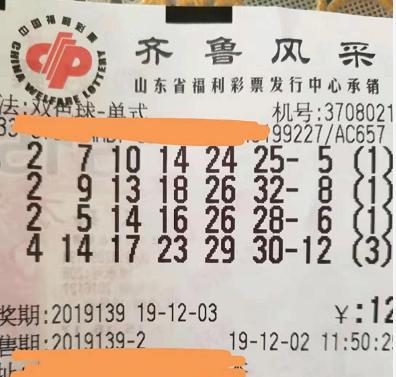 中国福利彩票
CHINA WELFARE LOTTERY
齐鲁风采
山东省福利彩票发行中心承销
法:双色球-单式 机号:3708021
99227/AC657
2 7 10 14 24 25- 5 (1)
2 9 13 18 26 32- 8 (1)
2 5 14 16 26 28- 6 (1)
4 14 17 23 29 30-12 (3)
奖期:2019139 19-12-03 ¥:12
售期:2019139-2 19-12-02 11:50:2